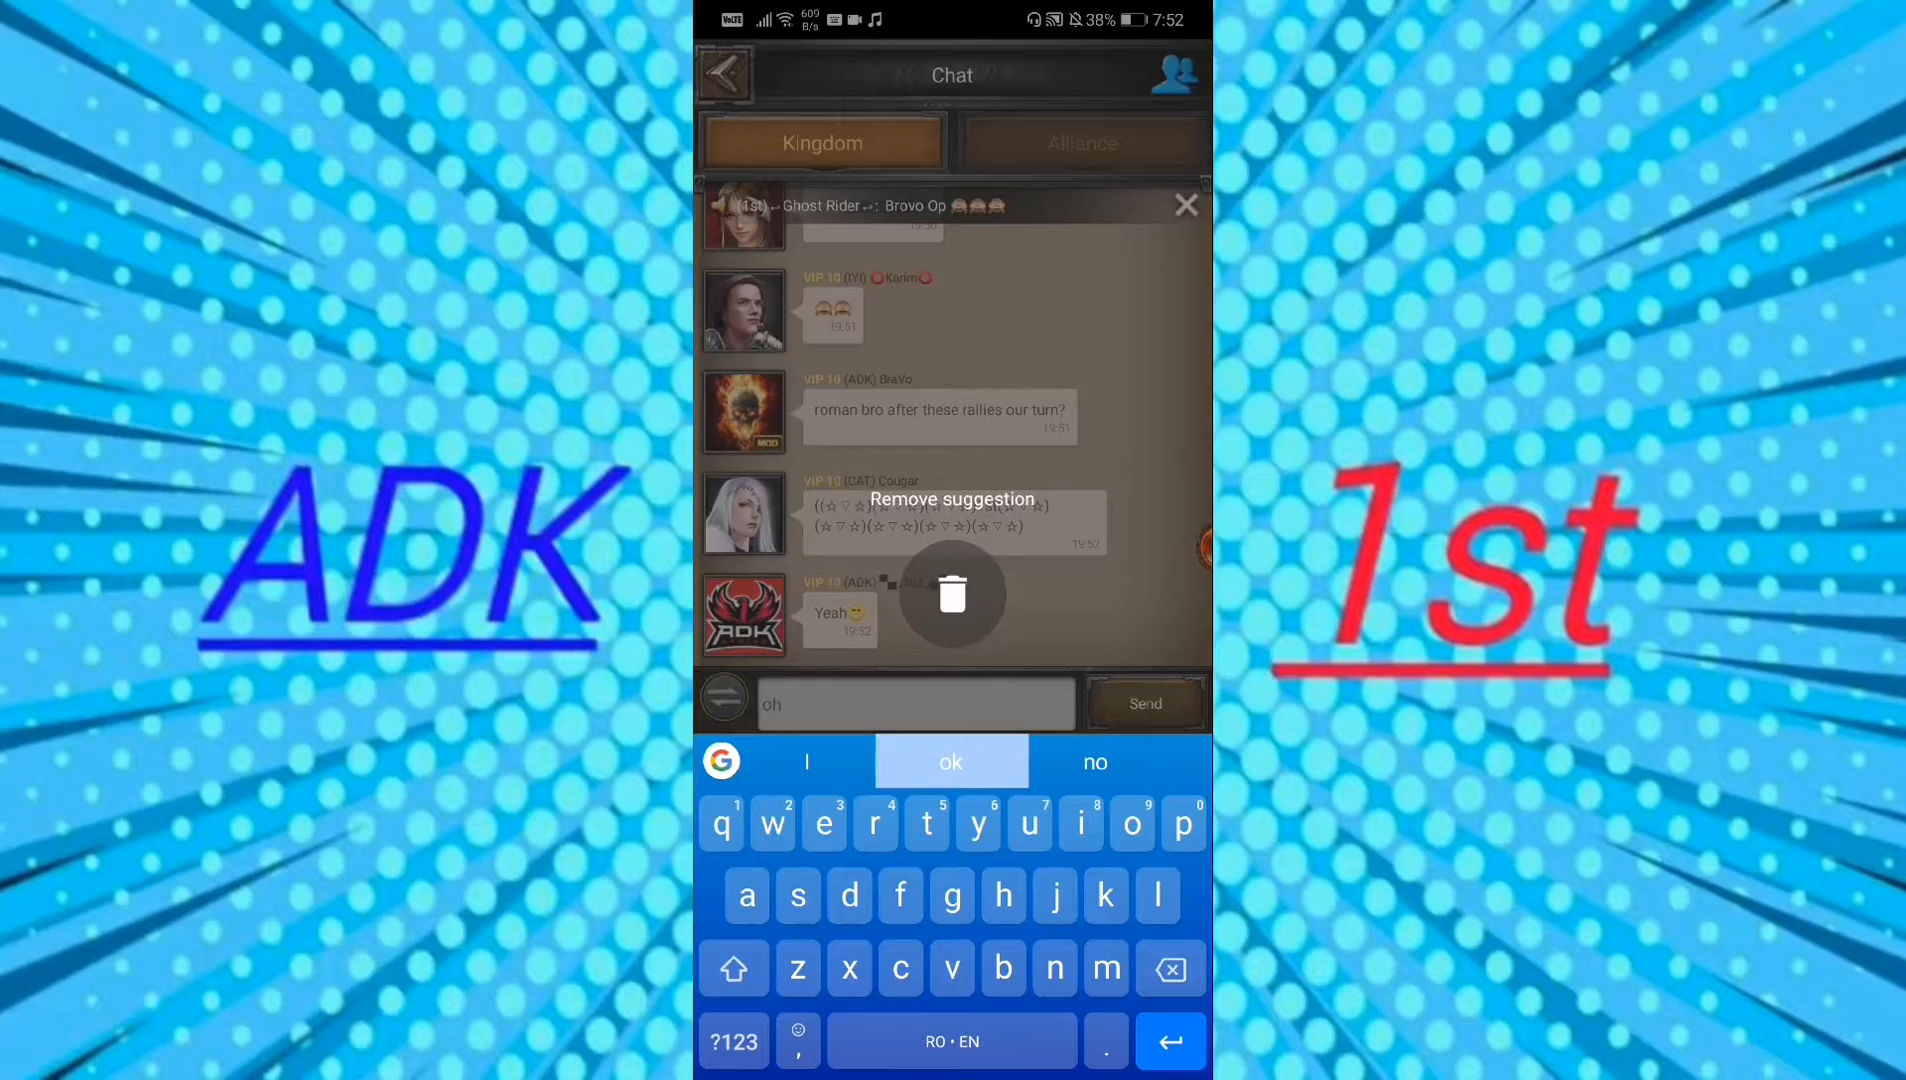 VoLTE 609 B/s 38% 7:52
Chat
Kingdom
Alliance
(1st) Ghost Rider : Brovo Op 🙈🙈🙈
VIP 10 (IYI) ⭕Karim⭕
🙈🙈
19:51
VIP 10 (ADK) BraVo
roman bro after these rallies our turn?
19:51
MOD
VIP 10 (CAT) Cougar
Remove suggestion
(☆▽☆)(☆▽☆)(☆▽☆)(☆▽☆)
19:52
VIP 10 (ADK)
Yeah😁
19:52
ADK
oh
Send
G I ok no
1 2 3 4 5 6 7 8 9 0
q w e r t y u i o p
a s d f g h j k l
z x c v b n m
?123 , RO • EN .
ADK
1st